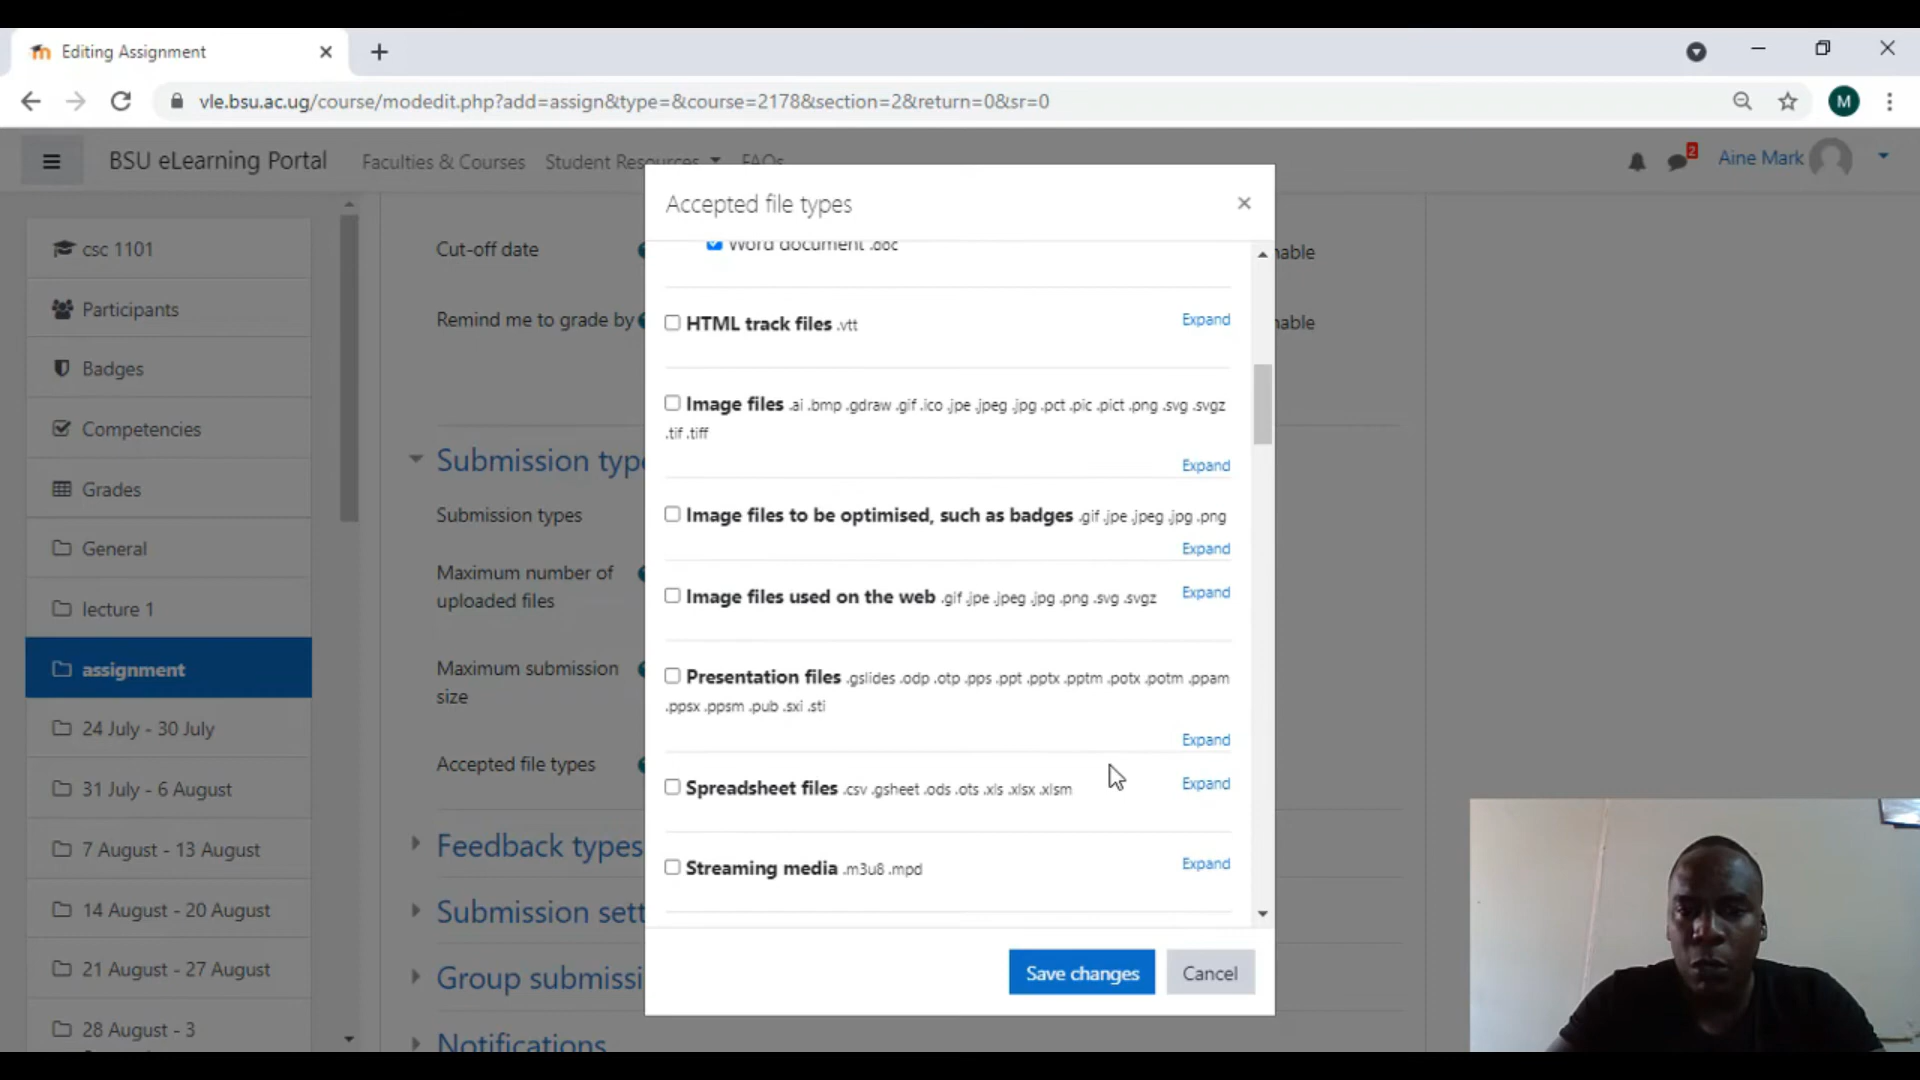 Editing Assignment
vle.bsu.ac.ug/course/modedit.php?add=assign&type=&course=2178&section=2&return=0&sr=0
M
BSU eLearning Portal
Faculties & Courses
Student Resources
FAQs
2
Aine Mark
csc 1101
Participants
Badges
Competencies
Grades
General
lecture 1
assignment
24 July - 30 July
31 July - 6 August
7 August - 13 August
14 August - 20 August
21 August - 27 August
28 August - 3
Cut-off date
Remind me to grade by
Submission type
Submission types
Maximum number of
uploaded files
Maximum submission
size
Accepted file types
Feedback types
Submission sett
Group submissi
Notifications
nable
nable
Accepted file types
Word document .doc
HTML track files .vtt
Expand
Image files .ai .bmp .gdraw .gif .ico .jpe .jpeg .jpg .pct .pic .pict .png .svg .svgz
.tif .tiff
Expand
Image files to be optimised, such as badges .gif .jpe .jpeg .jpg .png
Expand
Image files used on the web .gif .jpe .jpeg .jpg .png .svg .svgz
Expand
Presentation files .gslides .odp .otp .pps .ppt .pptx .pptm .potx .potm .ppam
.ppsx .ppsm .pub .sxi .sti
Expand
Spreadsheet files .csv .gsheet .ods .ots .xls .xlsx .xlsm
Expand
Streaming media .m3u8 .mpd
Expand
Save changes
Cancel